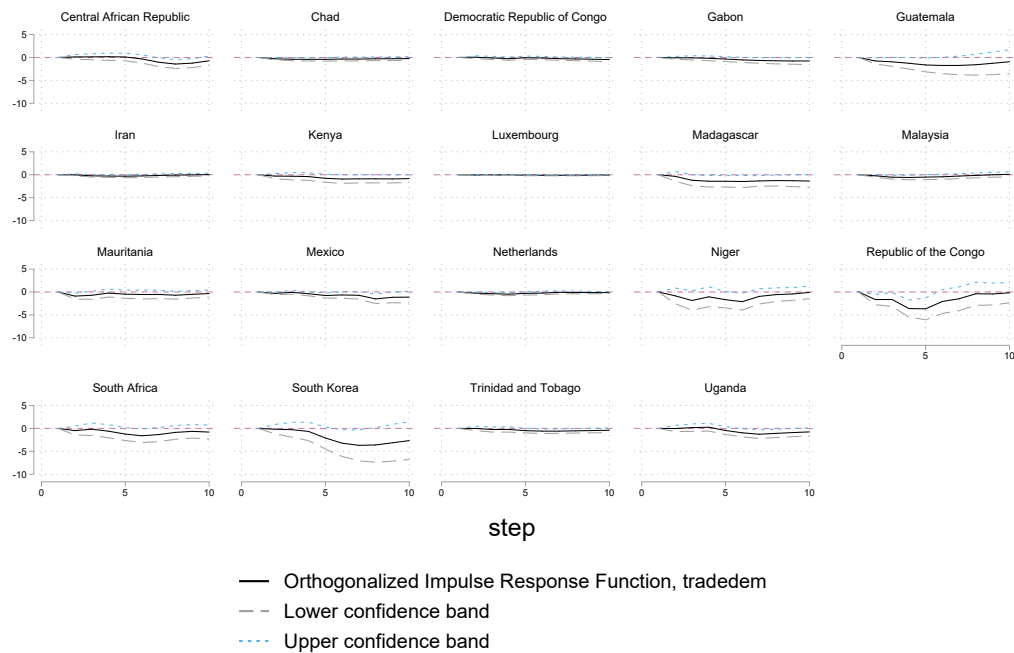 Central African Republic Chad Democratic Republic of Congo Gabon Guatemala
5
0
-5
-10
Iran Kenya Luxembourg Madagascar Malaysia
5
0
-5
-10
Mauritania Mexico Netherlands Niger Republic of the Congo
5
0
-5
-10
0 5 10
South Africa South Korea Trinidad and Tobago Uganda
5
0
-5
-10
0 5 10 0 5 10 0 5 10 0 5 10
step
Orthogonalized Impulse Response Function, tradedem
Lower confidence band
Upper confidence band